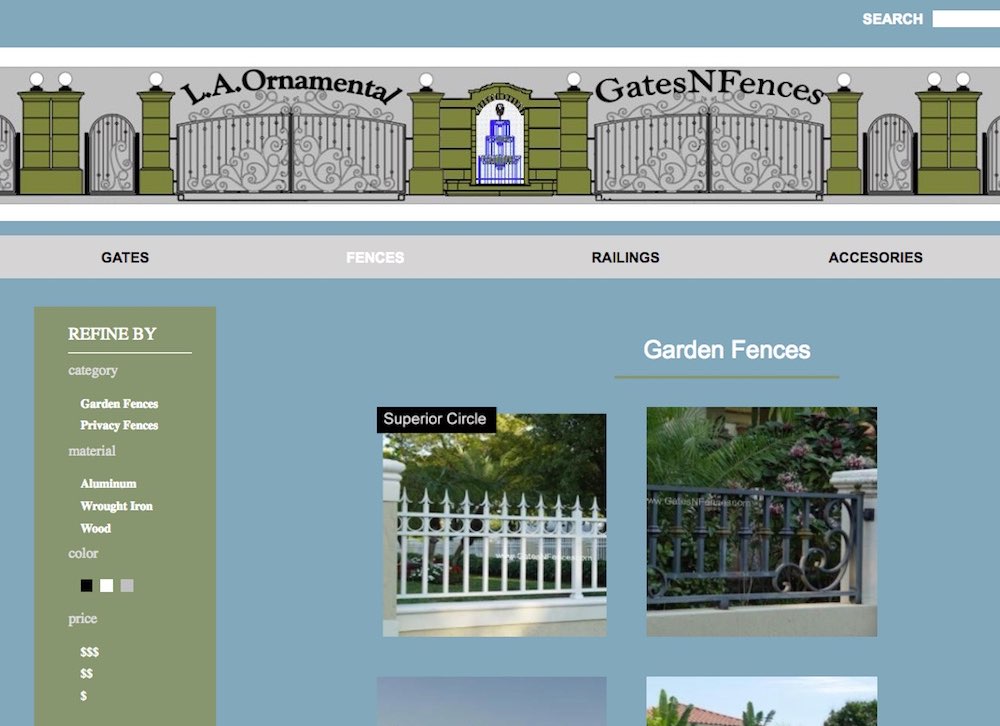 SEARCH
L.A.Ornamental
GatesNFences
GATES
FENCES
RAILINGS
ACCESORIES
REFINE BY
category
Garden Fences
Privacy Fences
material
Aluminum
Wrought Iron
Wood
color
price
$$$
$$
$
Garden Fences
Superior Circle
www.GatesNFences.com
www.GatesNFences.com